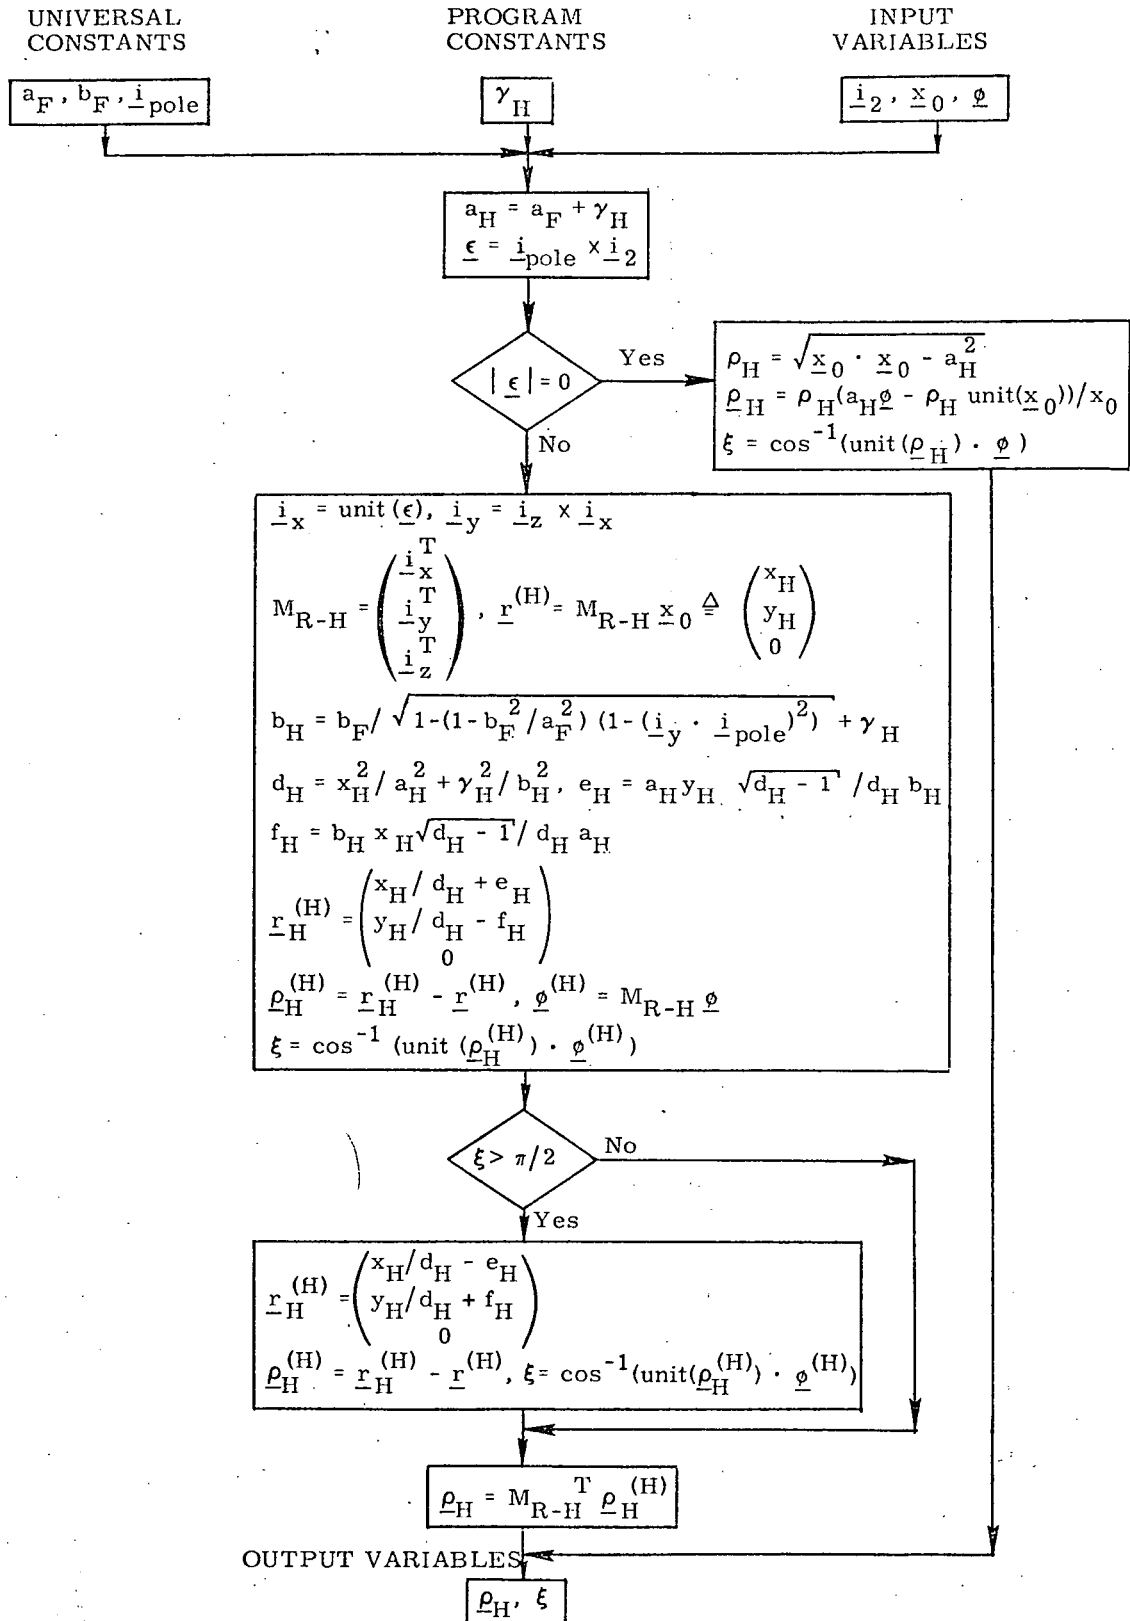 UNIVERSAL CONSTANTS
PROGRAM CONSTANTS
INPUT VARIABLES
a_F, b_F, i_pole
γ_H
i_2, x_0, ø
a_H = a_F + γ_H
ϵ = i_pole × i_2
| ϵ | = 0
Yes
No
ρ_H = √(x_0 · x_0 - a_H^2)
ρ_H = ρ_H(a_H ø - ρ_H unit(x_0))/x_0
ξ = cos^-1(unit(ρ_H) · ø)
i_x = unit(ϵ), i_y = i_z × i_x
M_R-H = (i_x^T i_y^T i_z^T), r^(H) = M_R-H x_0 ≜ (x_H y_H 0)
b_H = b_F / √(1-(1-b_F^2/a_F^2) (1-(i_y · i_pole)^2)) + γ_H
d_H = x_H^2/ a_H^2 + γ_H^2/ b_H^2, e_H = a_H y_H √(d_H - 1) / d_H b_H
f_H = b_H x_H √(d_H - 1) / d_H a_H
r_H^(H) = (x_H / d_H + e_H
y_H / d_H - f_H
0)
ρ_H^(H) = r_H^(H) - r^(H), ø^(H) = M_R-H ø
ξ = cos^-1 (unit (ρ_H^(H)) · ø^(H))
ξ > π/2
No
Yes
r_H^(H) = (x_H/d_H - e_H
y_H/d_H + f_H
0)
ρ_H^(H) = r_H^(H) - r^(H), ξ = cos^-1(unit(ρ_H^(H)) · ø^(H))
ρ_H = M_R-H^T ρ_H^(H)
OUTPUT VARIABLES
ρ_H, ξ